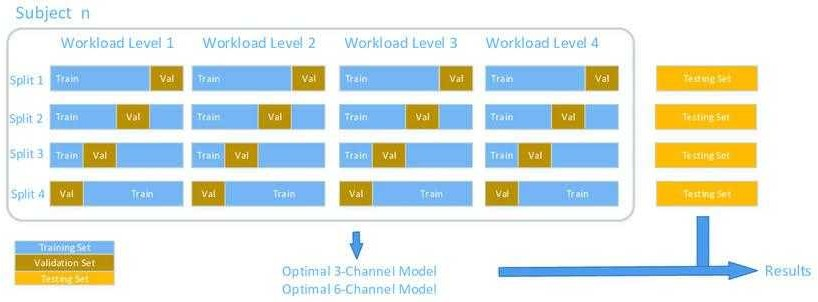 Subject n
Workload Level 1 Workload Level 2 Workload Level 3 Workload Level 4
Split 1 Train Val Train Val Train Val Train Val Testing Set
Split 2 Train Val Train Val Train Val Train Val Testing Set
Split 3 Train Val Train Val Train Val Train Val Testing Set
Split 4 Val Train Val Train Val Train Val Train Testing Set
Training Set
Validation Set
Testing Set
Optimal 3-Channel Model
Optimal 6-Channel Model
Results